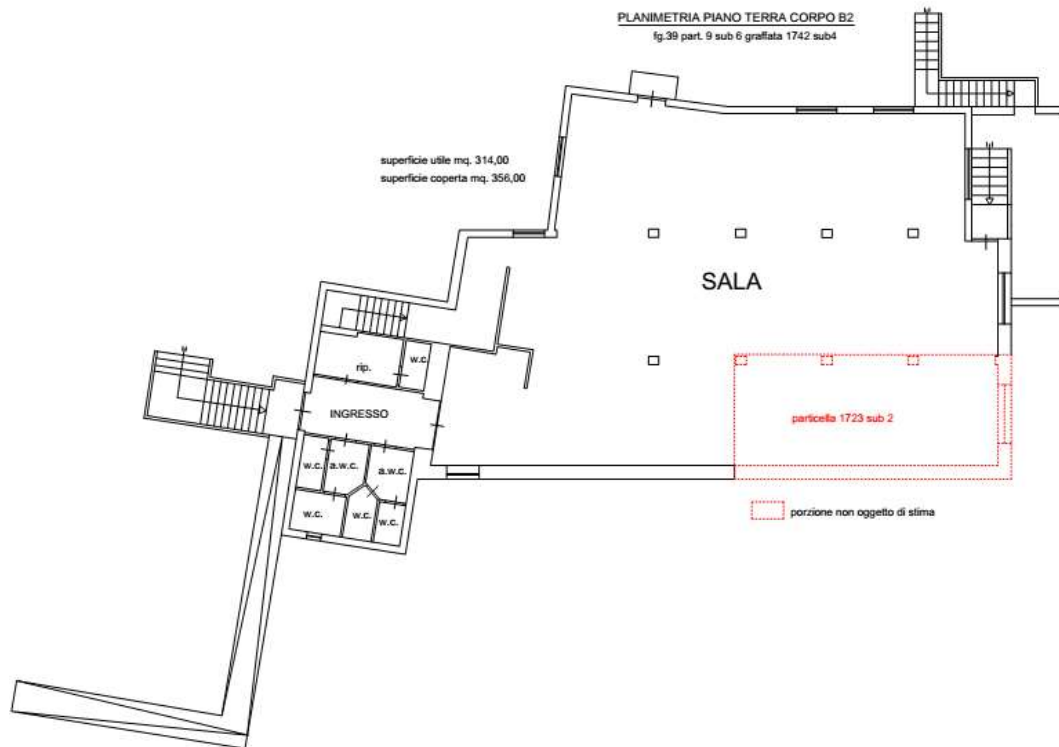 PLANIMETRIA PIANO TERRA CORPO B2
fg.39 part. 9 sub 6 graffata 1742 sub4
superficie utile mq. 314,00
superficie coperta mq. 356,00
SALA
rip.
w.c.
INGRESSO
particella 1723 sub 2
w.c.
a.w.c.
a.w.c.
w.c.
w.c.
w.c.
porzione non oggetto di stima